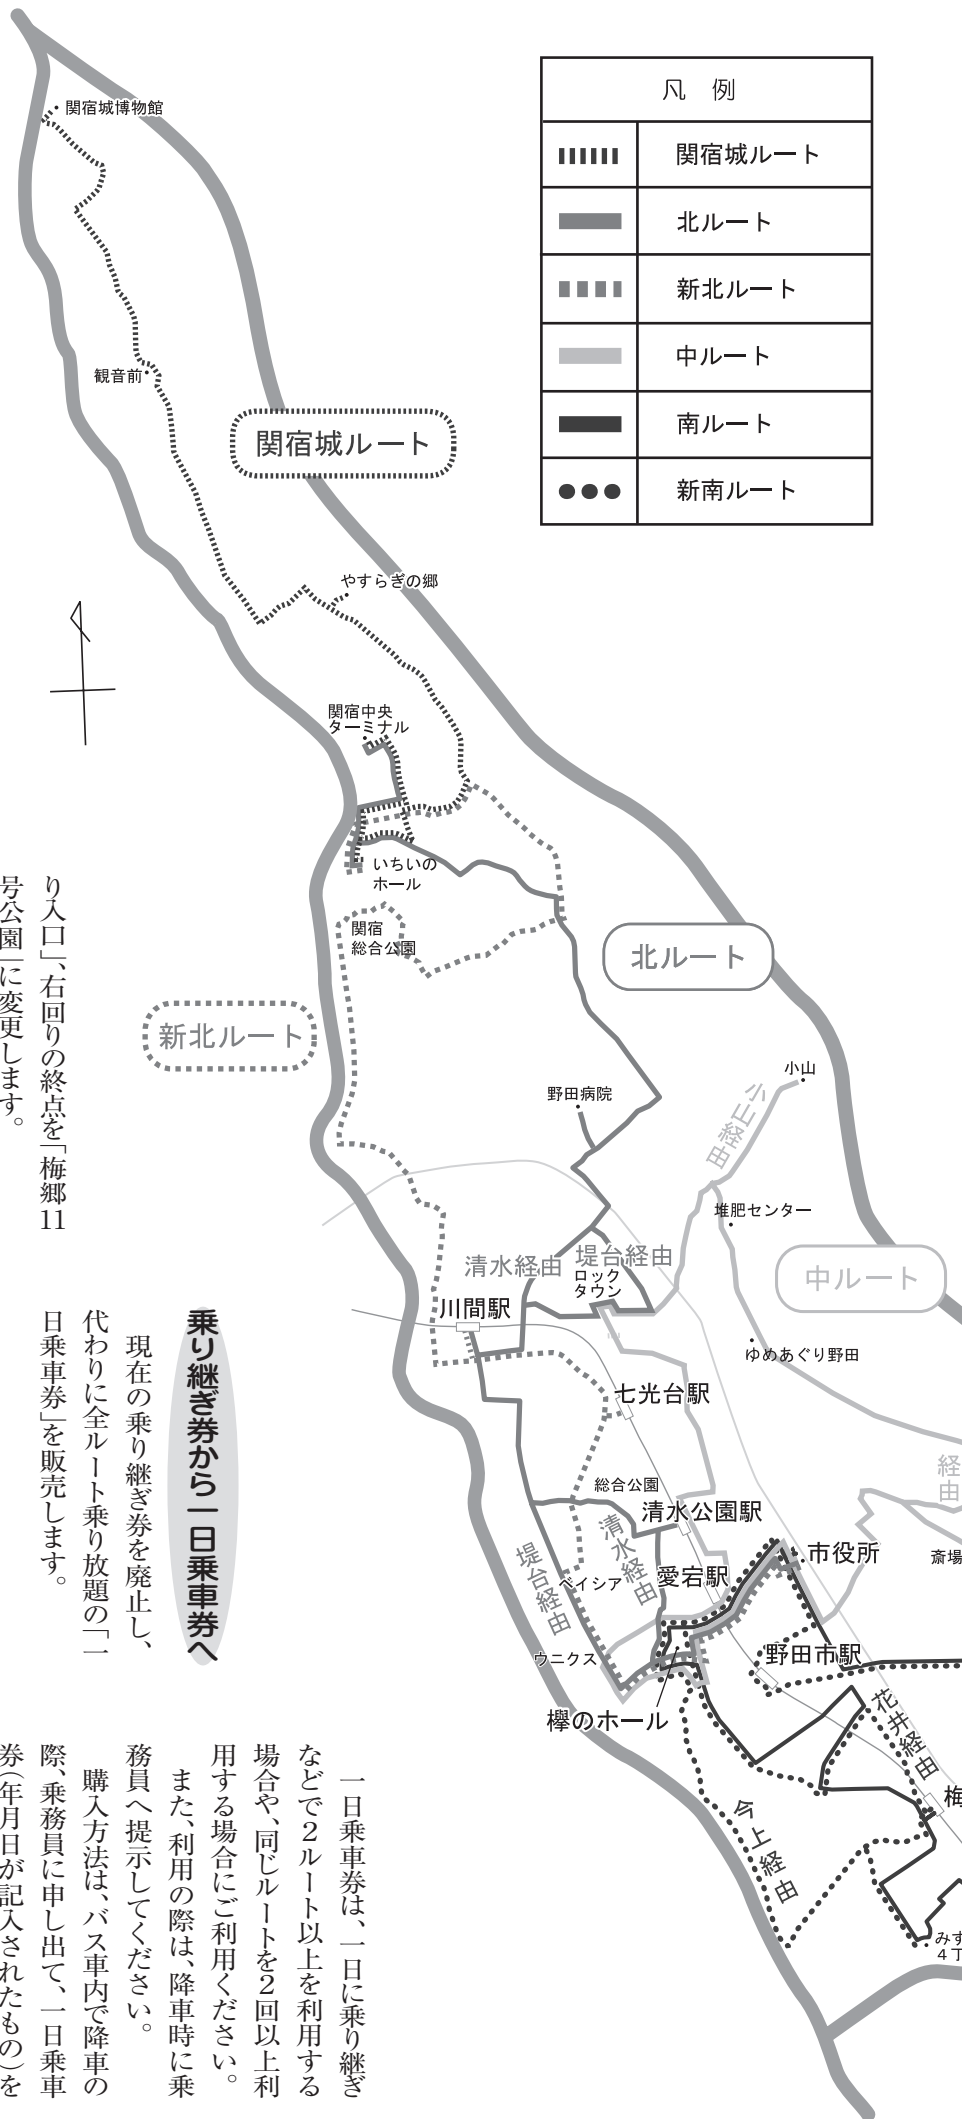 凡 例
関宿城ルート
北ルート
新北ルート
中ルート
南ルート
新南ルート
関宿城博物館
観音前
関宿城ルート
やすらぎの郷
関宿中央
ターミナル
いちいの
ホール
関宿
総合公園
北ルート
新北ルート
野田病院
小山
小山経由
堆肥センター
清水経由
堤台経由
ロック
タウン
中ルート
川間駅
ゆめあぐり野田
七光台駅
総合公園
清水公園駅
経由
清水経由
堤台経由
ベイシア
愛宕駅
市役所
斎場
ウニクス
野田市駅
欅のホール
花井経由
梅
今上経由
みず
4丁
り入口」、右回りの終点を「梅郷11
号公園」に変更します。
乗り継ぎ券から一日乗車券へ
現在の乗り継ぎ券を廃止し、
代わりに全ルート乗り放題の「一
日乗車券」を販売します。
一日乗車券は、一日に乗り継ぎ
などで2ルート以上を利用する
場合や、同じルートを2回以上利
用する場合にご利用ください。
また、利用の際は、降車時に乗
務員へ提示してください。
購入方法は、バス車内で降車の
際、乗務員に申し出て、一日乗車
券(年月日が記入されたもの)を